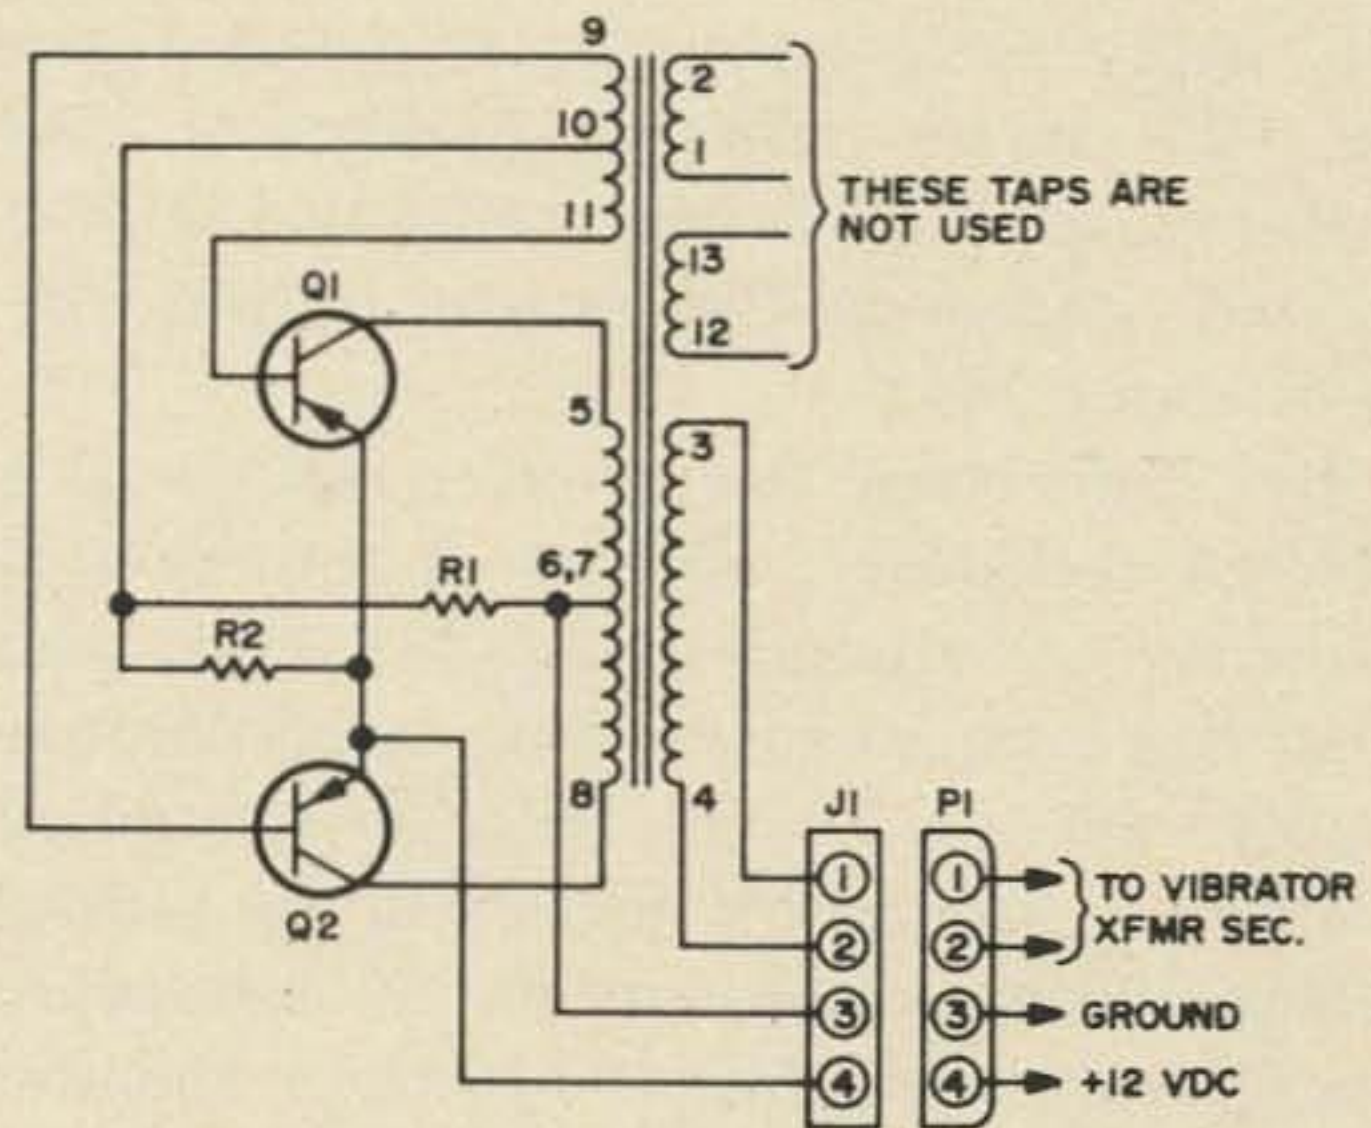 9
2
10
1
THESE TAPS ARE
NOT USED
11
13
Q1
12
5
3
R1
6,7
R2
8
4
J1
P1
1
1
TO VIBRATOR
XFMR SEC.
2
2
Q2
3
3
GROUND
4
4
+12 VDC